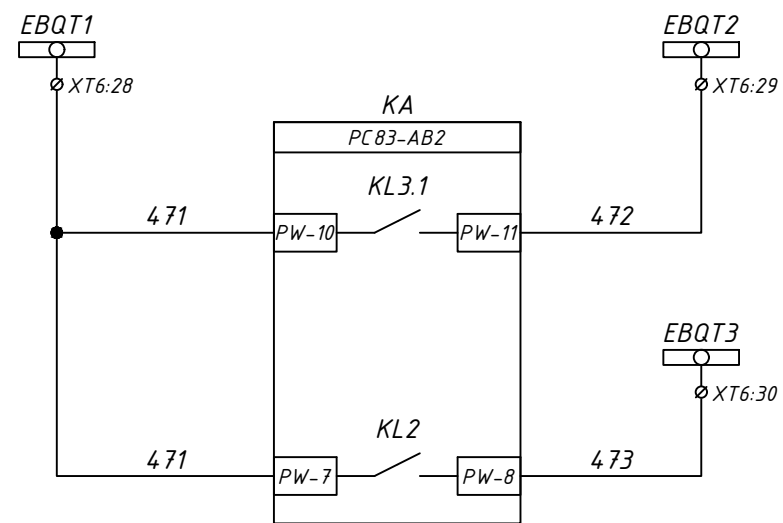 EBQT1
EBQT2
XT6:28
XT6:29
KA
PC83-AB2
KL3.1
471
472
PW-10
PW-11
EBQT3
XT6:30
KL2
471
473
PW-7
PW-8